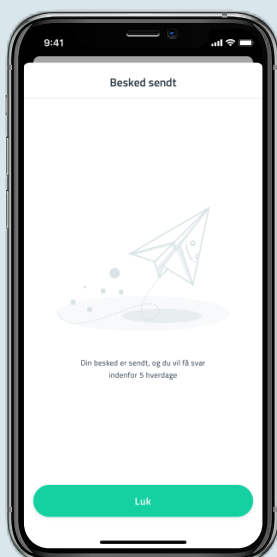 9:41
Besked sendt
Din besked er sendt, og du vil få svar
indenfor 5 hverdage
Luk